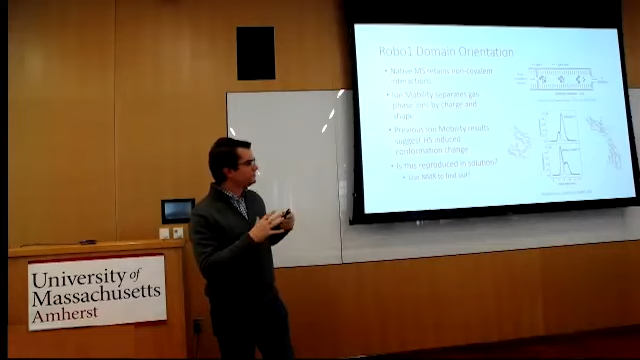 Robo1 Domain Orientation
• Native MS retains non-covalent
interactions
• Ion Mobility separates gas
phase ions by charge and
shape
• Previous Ion Mobility results
suggest HS induced
conformation change
• Is this reproduced in solution?
• Use NMR to find out!
University of
Massachusetts
Amherst